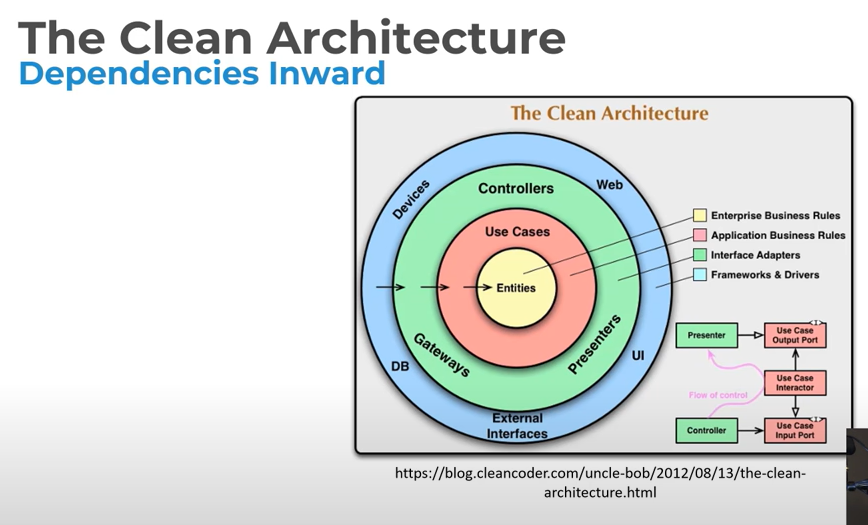 The Clean Architecture
Dependencies Inward
The Clean Architecture
Devices
Controllers
Web
Use Cases
Entities
Gateways
Presenters
DB
UI
External
Interfaces
Enterprise Business Rules
Application Business Rules
Interface Adapters
Frameworks & Drivers
Presenter
Use Case
Output Port
<I>
Use Case
Interactor
Flow of control
Controller
Use Case
Input Port
<I>
https://blog.cleancoder.com/uncle-bob/2012/08/13/the-clean-
architecture.html